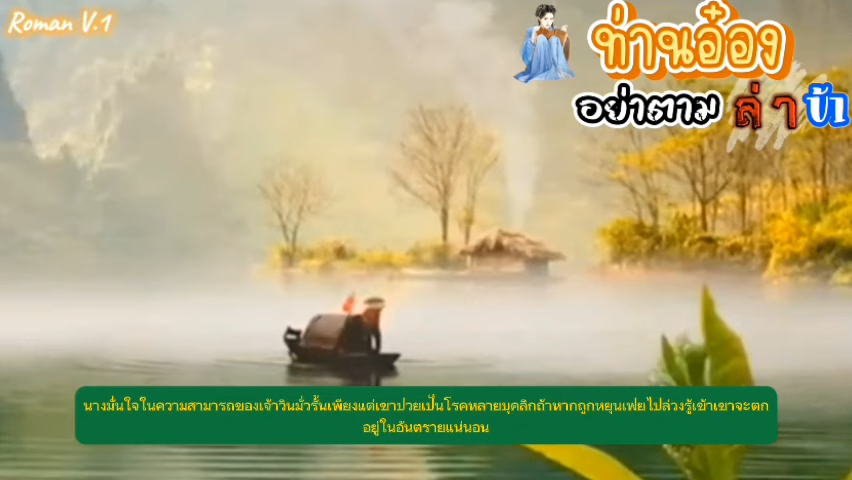 Roman V.1
ท่านอ๋อง
อย่าตาม ล่า ข้า
นางมั่นใจในความสามารถของเจ้าวินมั่วรั้นเพียงแต่เขาป่วยเป็นโรคหลายบุคลิกถ้าหากถูกหยุนเฟยไปล่วงรู้เข้าเขาจะตก
อยู่ในอันตรายแน่นอน